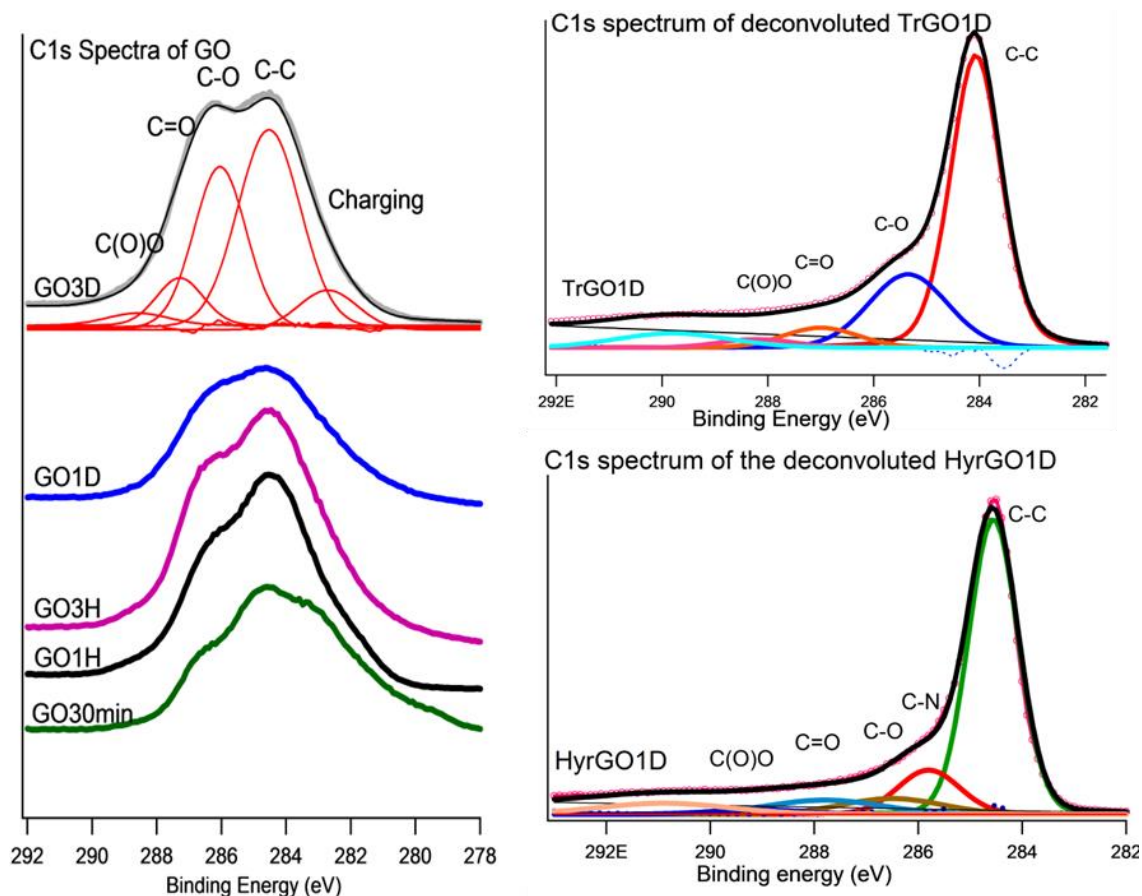 C1s Spectra of GO
C-O
C-C
C=O
Charging
C(O)O
GO3D
GO1D
GO3H
GO1H
GO30min
292 290 288 286 284 282 280 278
Binding Energy (eV)
C1s spectrum of deconvoluted TrGO1D
C-C
C-O
C=O
C(O)O
TrGO1D
292E 290 288 286 284 282
Binding Energy (eV)
C1s spectrum of the deconvoluted HyrGO1D
C-C
C-N
C-O
C=O
C(O)O
HyrGO1D
292E 290 288 286 284 282
Binding energy (eV)